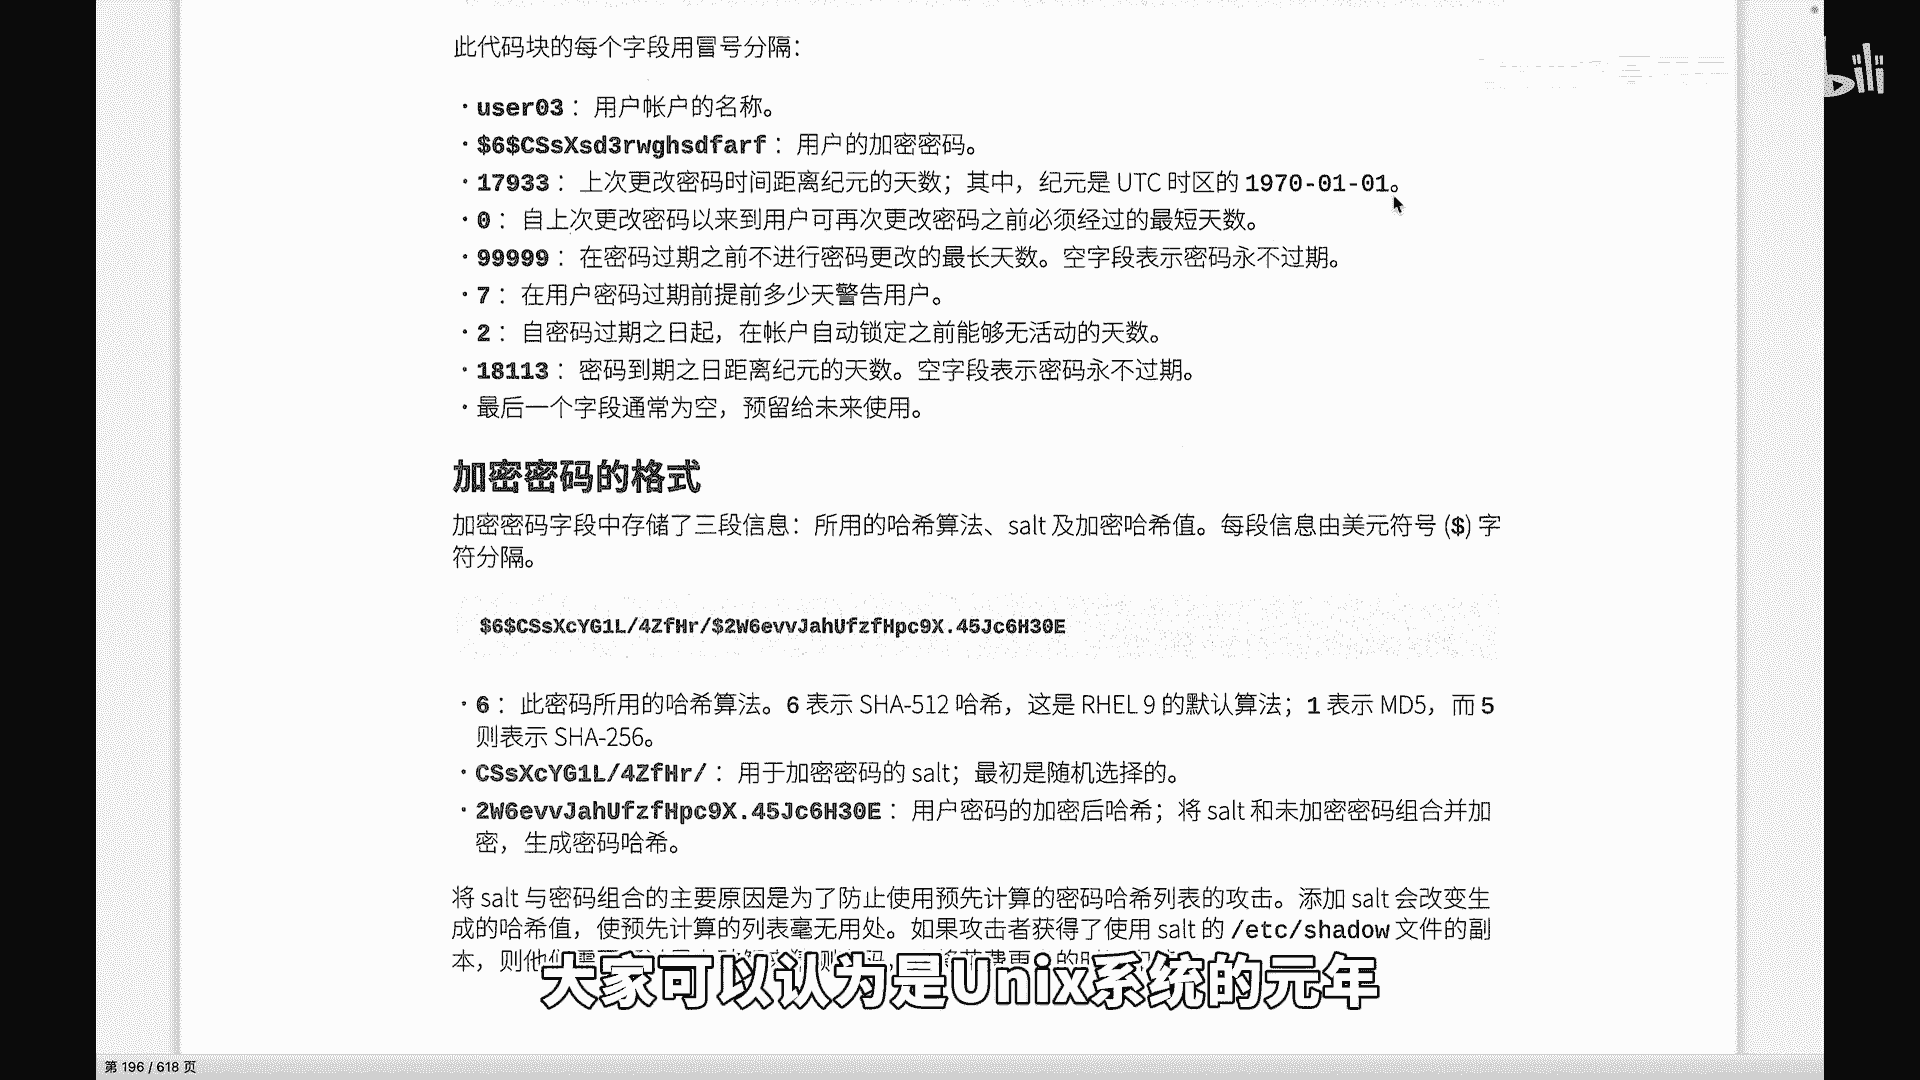 此代码块的每个字段用冒号分隔：
bili
· user03： 用户帐户的名称。
· $6$CSsXsd3rwghsdfarf： 用户的加密密码。
· 17933： 上次更改密码时间距离纪元的天数；其中，纪元是 UTC 时区的 1970-01-01。
· 0： 自上次更改密码以来到用户可再次更改密码之前必须经过的最短天数。
· 99999： 在密码过期之前不进行密码更改的最长天数。空字段表示密码永不过期。
· 7： 在用户密码过期前提前多少天警告用户。
· 2： 自密码过期之日起，在帐户自动锁定之前能够无活动的天数。
· 18113： 密码到期之日距离纪元的天数。空字段表示密码永不过期。
· 最后一个字段通常为空，预留给未来使用。
加密密码的格式
加密密码字段中存储了三段信息：所用的哈希算法、salt 及加密哈希值。每段信息由美元符号 ($) 字
符分隔。
$6$CSsXcYG1L/4ZfHr/$2W6evvJahUfzfHpc9X.45Jc6H30E
· 6： 此密码所用的哈希算法。6 表示 SHA-512 哈希，这是 RHEL 9 的默认算法；1 表示 MD5，而 5
则表示 SHA-256。
· CSsXcYG1L/4ZfHr/： 用于加密密码的 salt；最初是随机选择的。
· 2W6evvJahUfzfHpc9X.45Jc6H30E： 用户密码的加密后哈希；将 salt 和未加密密码组合并加
密，生成密码哈希。
将 salt 与密码组合的主要原因是为了防止使用预先计算的密码哈希列表的攻击。添加 salt 会改变生
成的哈希值，使预先计算的列表毫无用处。如果攻击者获得了使用 salt 的 /etc/shadow 文件的副
本，则他
大家可以认为是Unix系统的元年
第 196 / 618 页